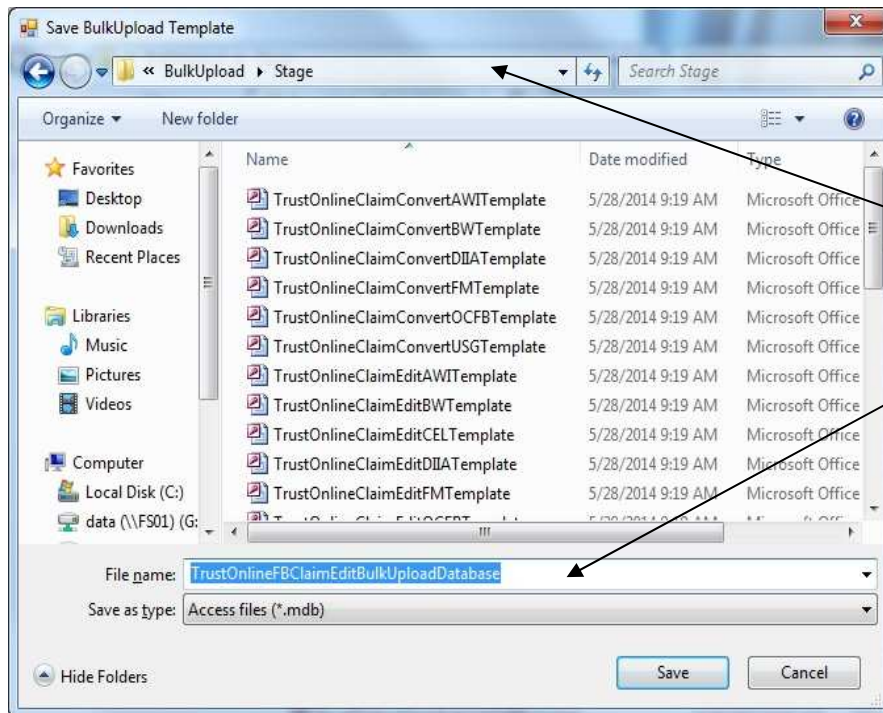 Save BulkUpload Template
« BulkUpload ▸ Stage
Search Stage
Organize
New folder
Name
Date modified
Type
Favorites
Desktop
Downloads
Recent Places
Libraries
Music
Pictures
Videos
Computer
Local Disk (C:)
data (\\FS01) (G:
TrustOnlineClaimConvertAWITemplate 5/28/2014 9:19 AM Microsoft Office
TrustOnlineClaimConvertBWTemplate 5/28/2014 9:19 AM Microsoft Office
TrustOnlineClaimConvertDIIATemplate 5/28/2014 9:19 AM Microsoft Office
TrustOnlineClaimConvertFMTemplate 5/28/2014 9:19 AM Microsoft Office
TrustOnlineClaimConvertOCFBTemplate 5/28/2014 9:19 AM Microsoft Office
TrustOnlineClaimConvertUSGTemplate 5/28/2014 9:19 AM Microsoft Office
TrustOnlineClaimEditAWITemplate 5/28/2014 9:19 AM Microsoft Office
TrustOnlineClaimEditBWTemplate 5/28/2014 9:19 AM Microsoft Office
TrustOnlineClaimEditCELTemplate 5/28/2014 9:19 AM Microsoft Office
TrustOnlineClaimEditDIIATemplate 5/28/2014 9:19 AM Microsoft Office
TrustOnlineClaimEditFMTemplate 5/28/2014 9:19 AM Microsoft Office
File name: TrustOnlineFBClaimEditBulkUploadDatabase
Save as type: Access files (*.mdb)
Hide Folders
Save
Cancel